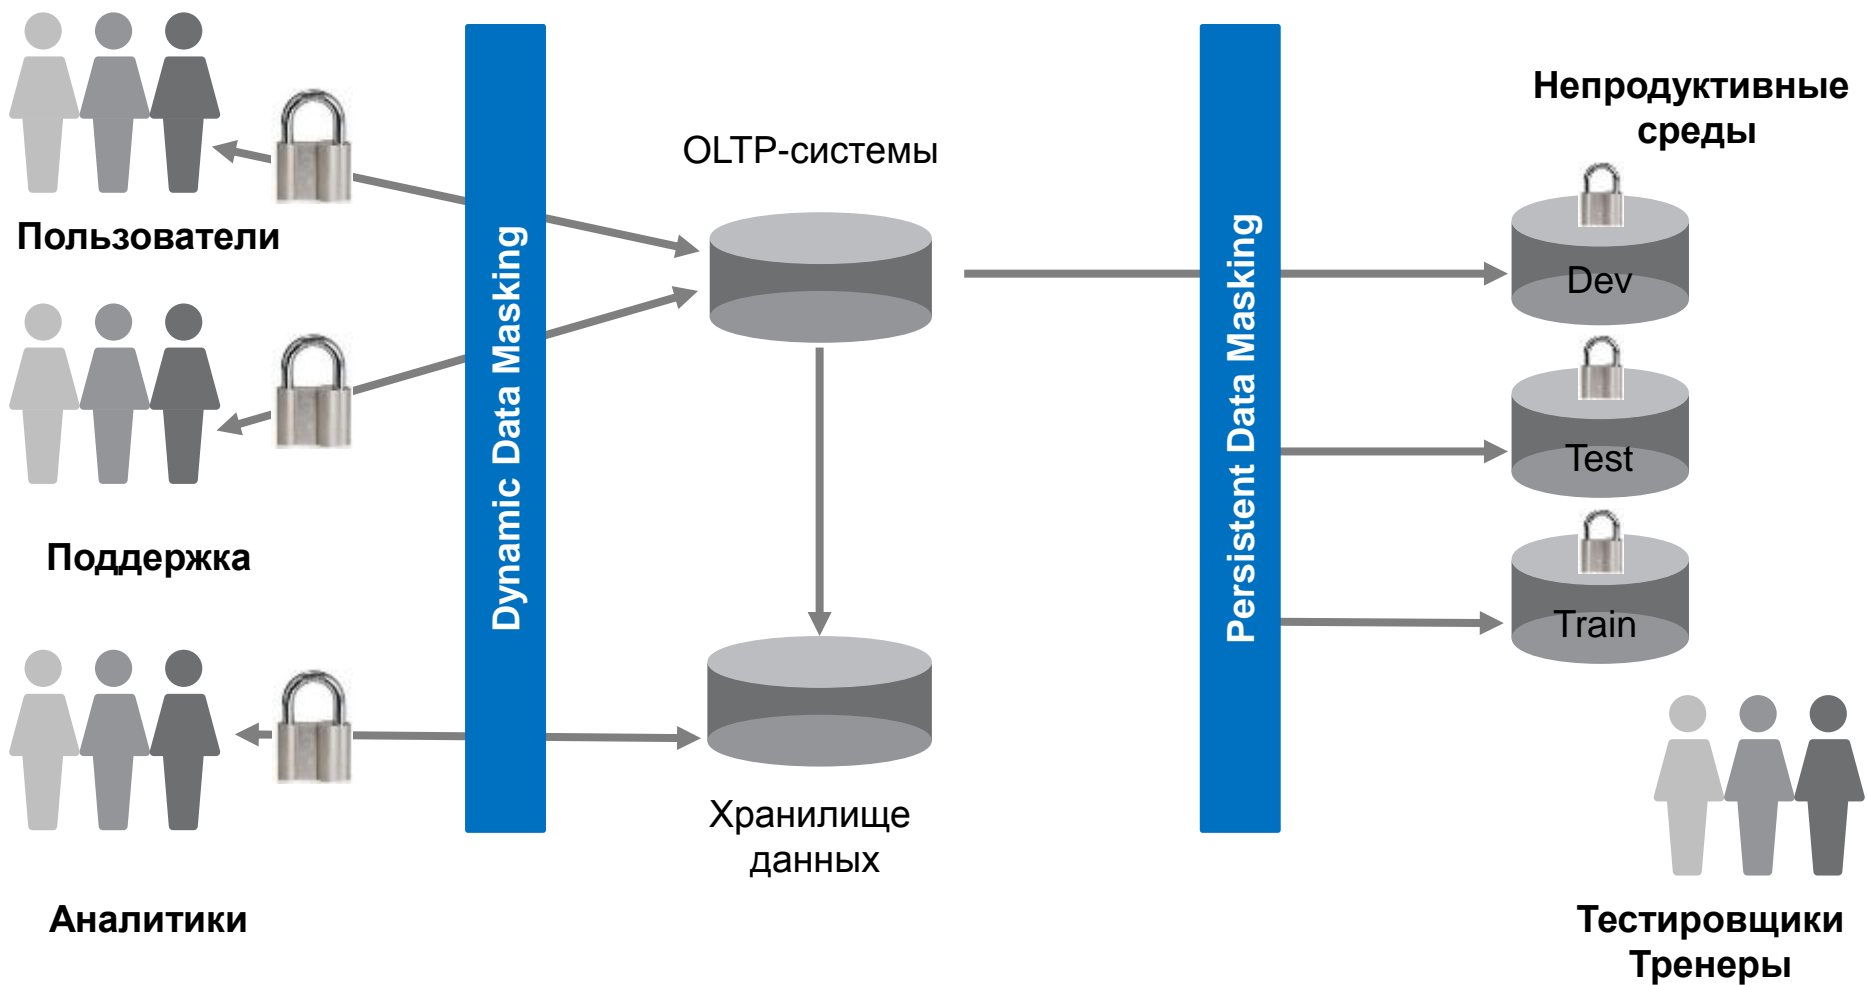 Пользователи
Поддержка
Аналитики
Dynamic Data Masking
OLTP-системы
Хранилище
данных
Persistent Data Masking
Непродуктивные
среды
Dev
Test
Train
Тестировщики
Тренеры